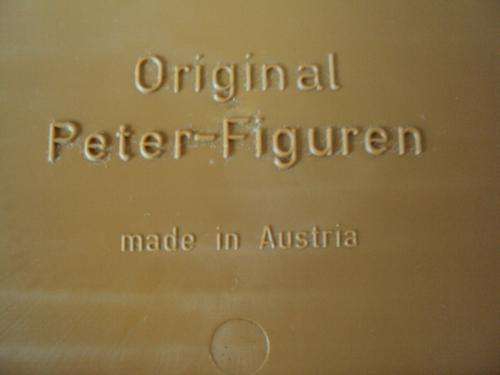 Original
Peter-Figuren
made in Austria